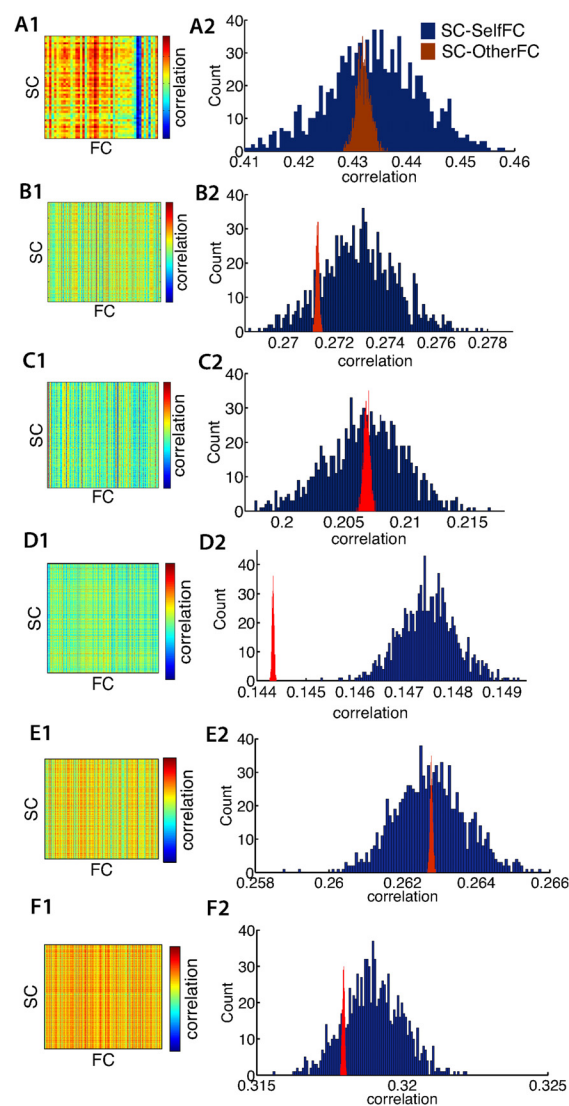 A1
SC
FC
correlation
A2
Count
40
30
20
10
0
0.41 0.42 0.43 0.44 0.45 0.46
correlation
SC-SelfFC
SC-OtherFC
B1
SC
FC
correlation
B2
Count
40
30
20
10
0
0.27 0.272 0.274 0.276 0.278
correlation
C1
SC
FC
correlation
C2
Count
40
30
20
10
0
0.2 0.205 0.21 0.215
correlation
D1
SC
FC
correlation
D2
Count
50
40
30
20
10
0
0.144 0.145 0.146 0.147 0.148 0.149
correlation
E1
SC
FC
correlation
E2
Count
50
40
30
20
10
0
0.258 0.26 0.262 0.264 0.266
correlation
F1
SC
FC
correlation
F2
Count
50
40
30
20
10
0
0.315 0.32 0.325
correlation